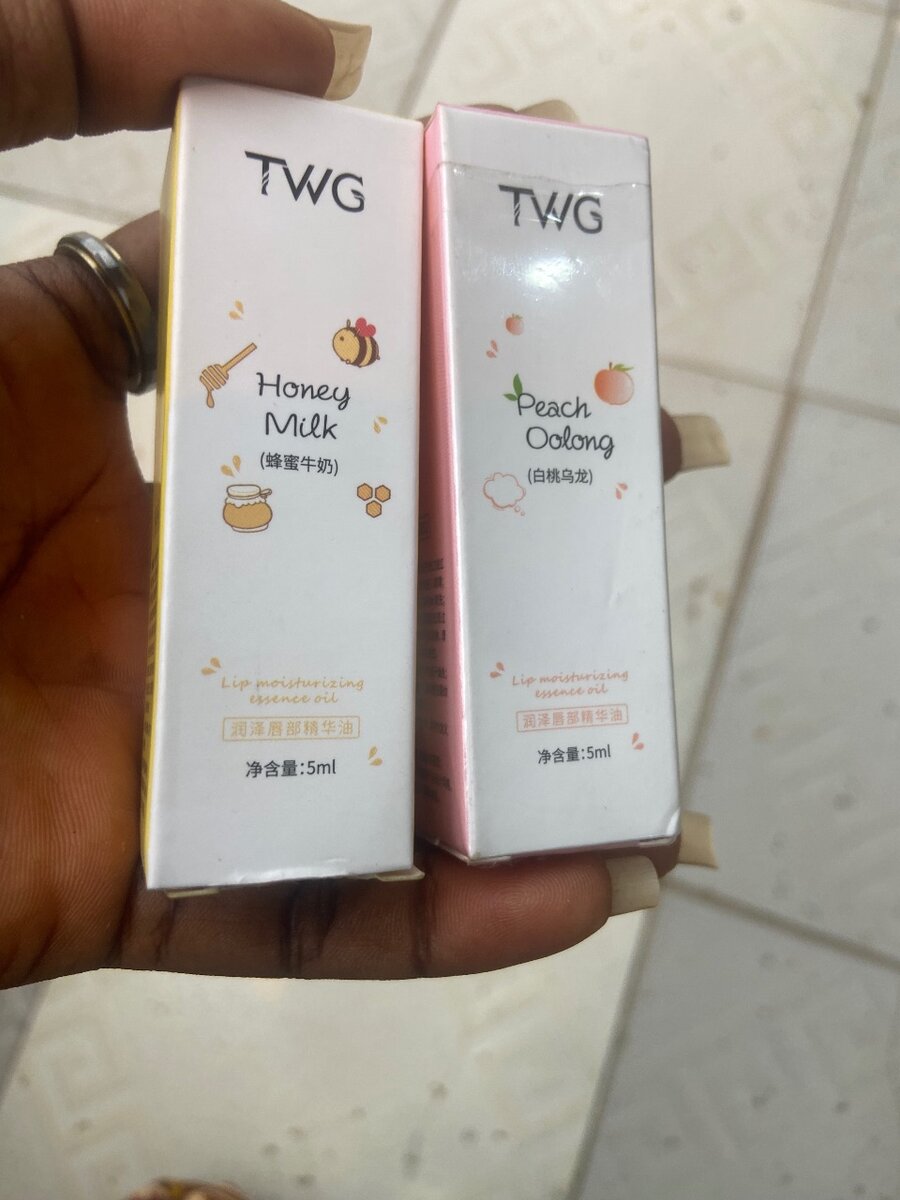 TWG
Honey
Milk
(蜂蜜牛奶)
Lip moisturizing
essence oil
润泽唇部精华油
净含量:5ml
TWG
Peach
Oolong
(白桃乌龙)
Lip moisturizing
essence oil
润泽唇部精华油
净含量:5ml